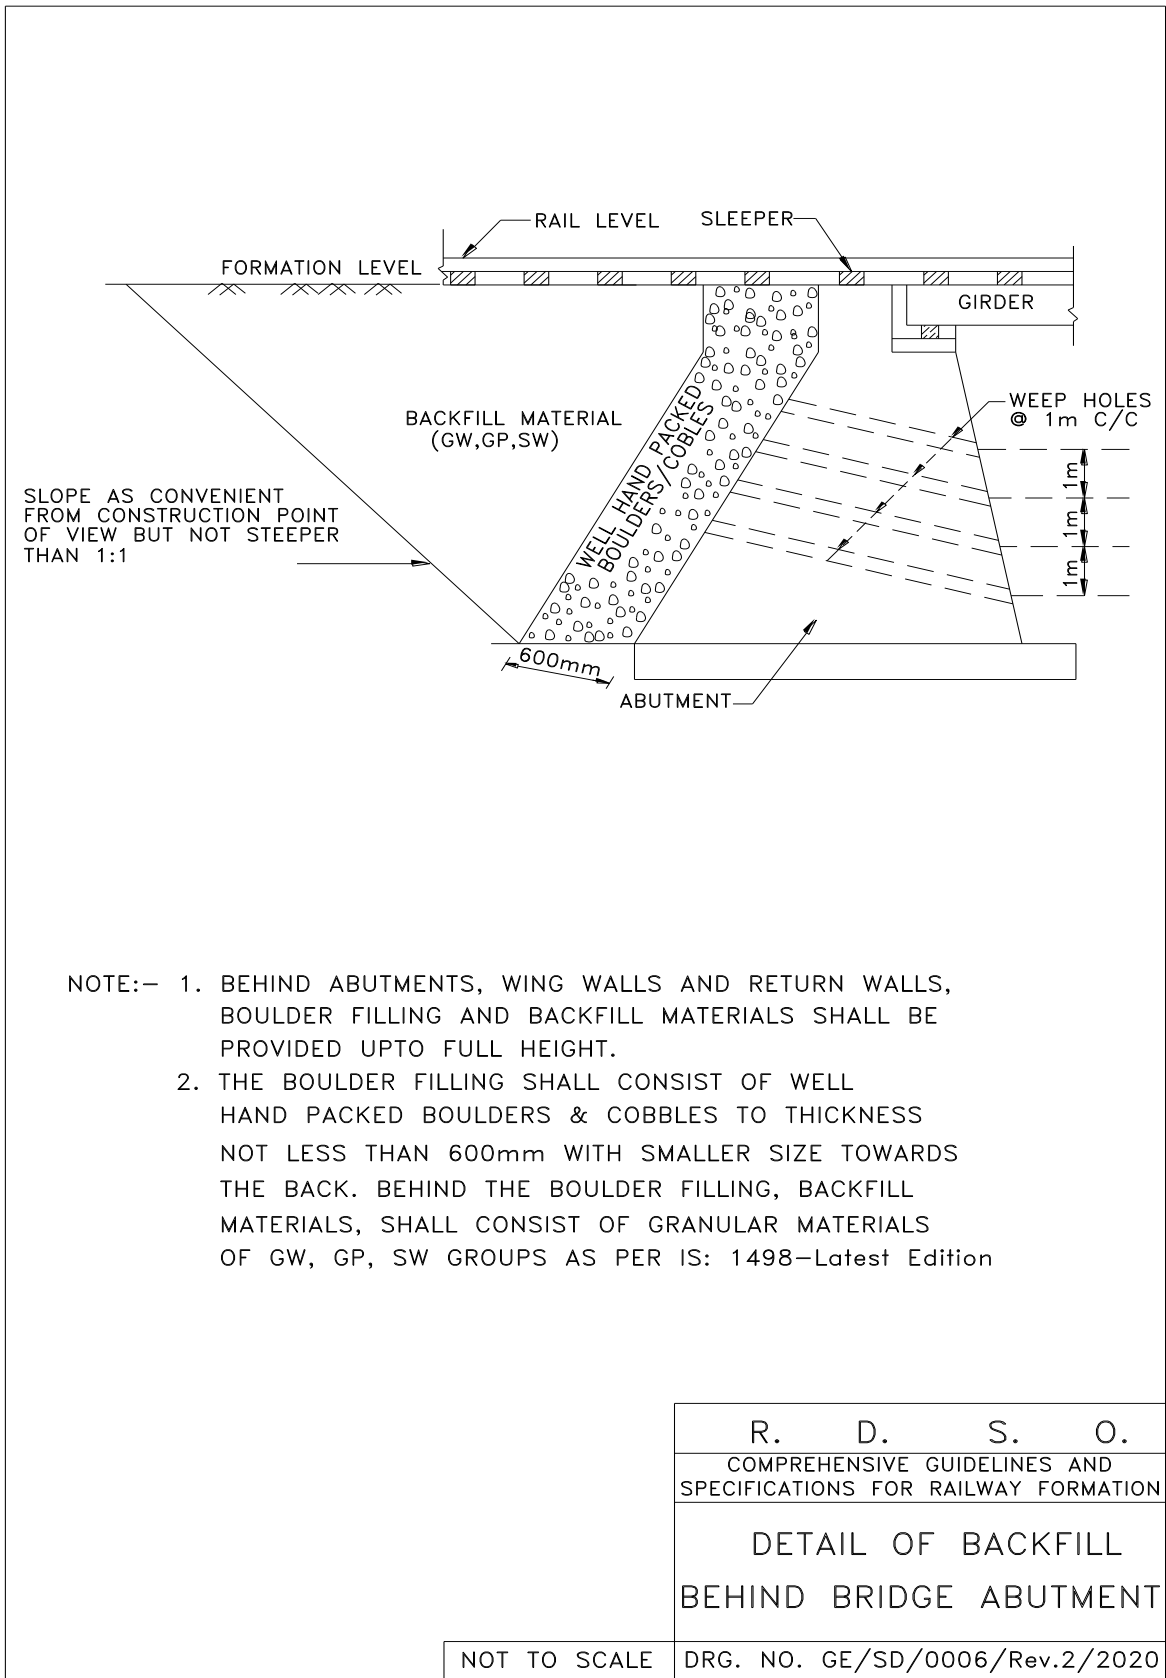 RAIL LEVEL
SLEEPER
FORMATION LEVEL
GIRDER
WEEP HOLES
@ 1m C/C
BACKFILL MATERIAL
(GW,GP,SW)
WELL HAND PACKED
BOULDERS/COBLES
1m
1m
1m
SLOPE AS CONVENIENT
FROM CONSTRUCTION POINT
OF VIEW BUT NOT STEEPER
THAN 1:1
600mm
ABUTMENT
NOTE:- 1. BEHIND ABUTMENTS, WING WALLS AND RETURN WALLS,
BOULDER FILLING AND BACKFILL MATERIALS SHALL BE
PROVIDED UPTO FULL HEIGHT.
2. THE BOULDER FILLING SHALL CONSIST OF WELL
HAND PACKED BOULDERS & COBBLES TO THICKNESS
NOT LESS THAN 600mm WITH SMALLER SIZE TOWARDS
THE BACK. BEHIND THE BOULDER FILLING, BACKFILL
MATERIALS, SHALL CONSIST OF GRANULAR MATERIALS
OF GW, GP, SW GROUPS AS PER IS: 1498-Latest Edition
R. D. S. O.
COMPREHENSIVE GUIDELINES AND
SPECIFICATIONS FOR RAILWAY FORMATION
DETAIL OF BACKFILL
BEHIND BRIDGE ABUTMENT
NOT TO SCALE
DRG. NO. GE/SD/0006/Rev.2/2020